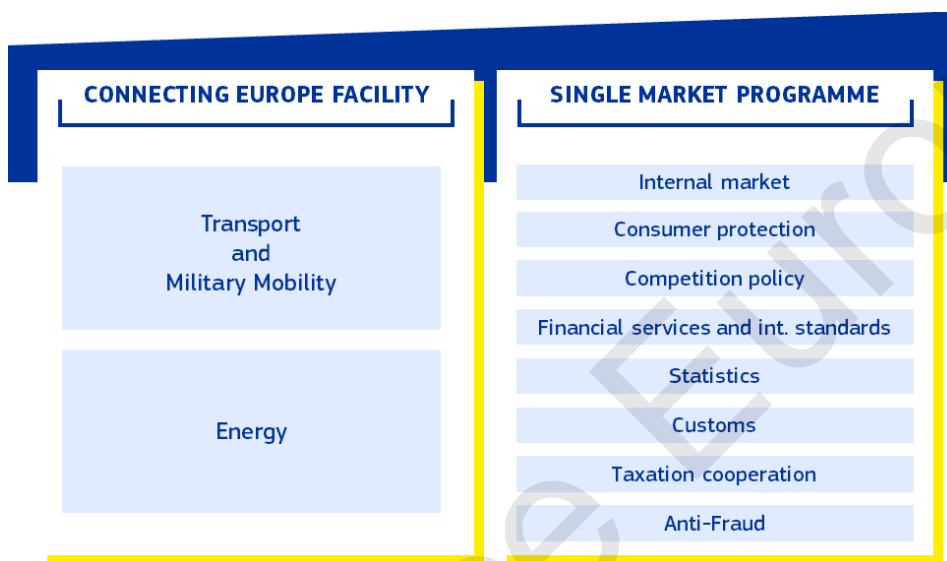 CONNECTING EUROPE FACILITY
Transport
and
Military Mobility
Energy
SINGLE MARKET PROGRAMME
Internal market
Consumer protection
Competition policy
Financial services and int. standards
Statistics
Customs
Taxation cooperation
Anti-Fraud